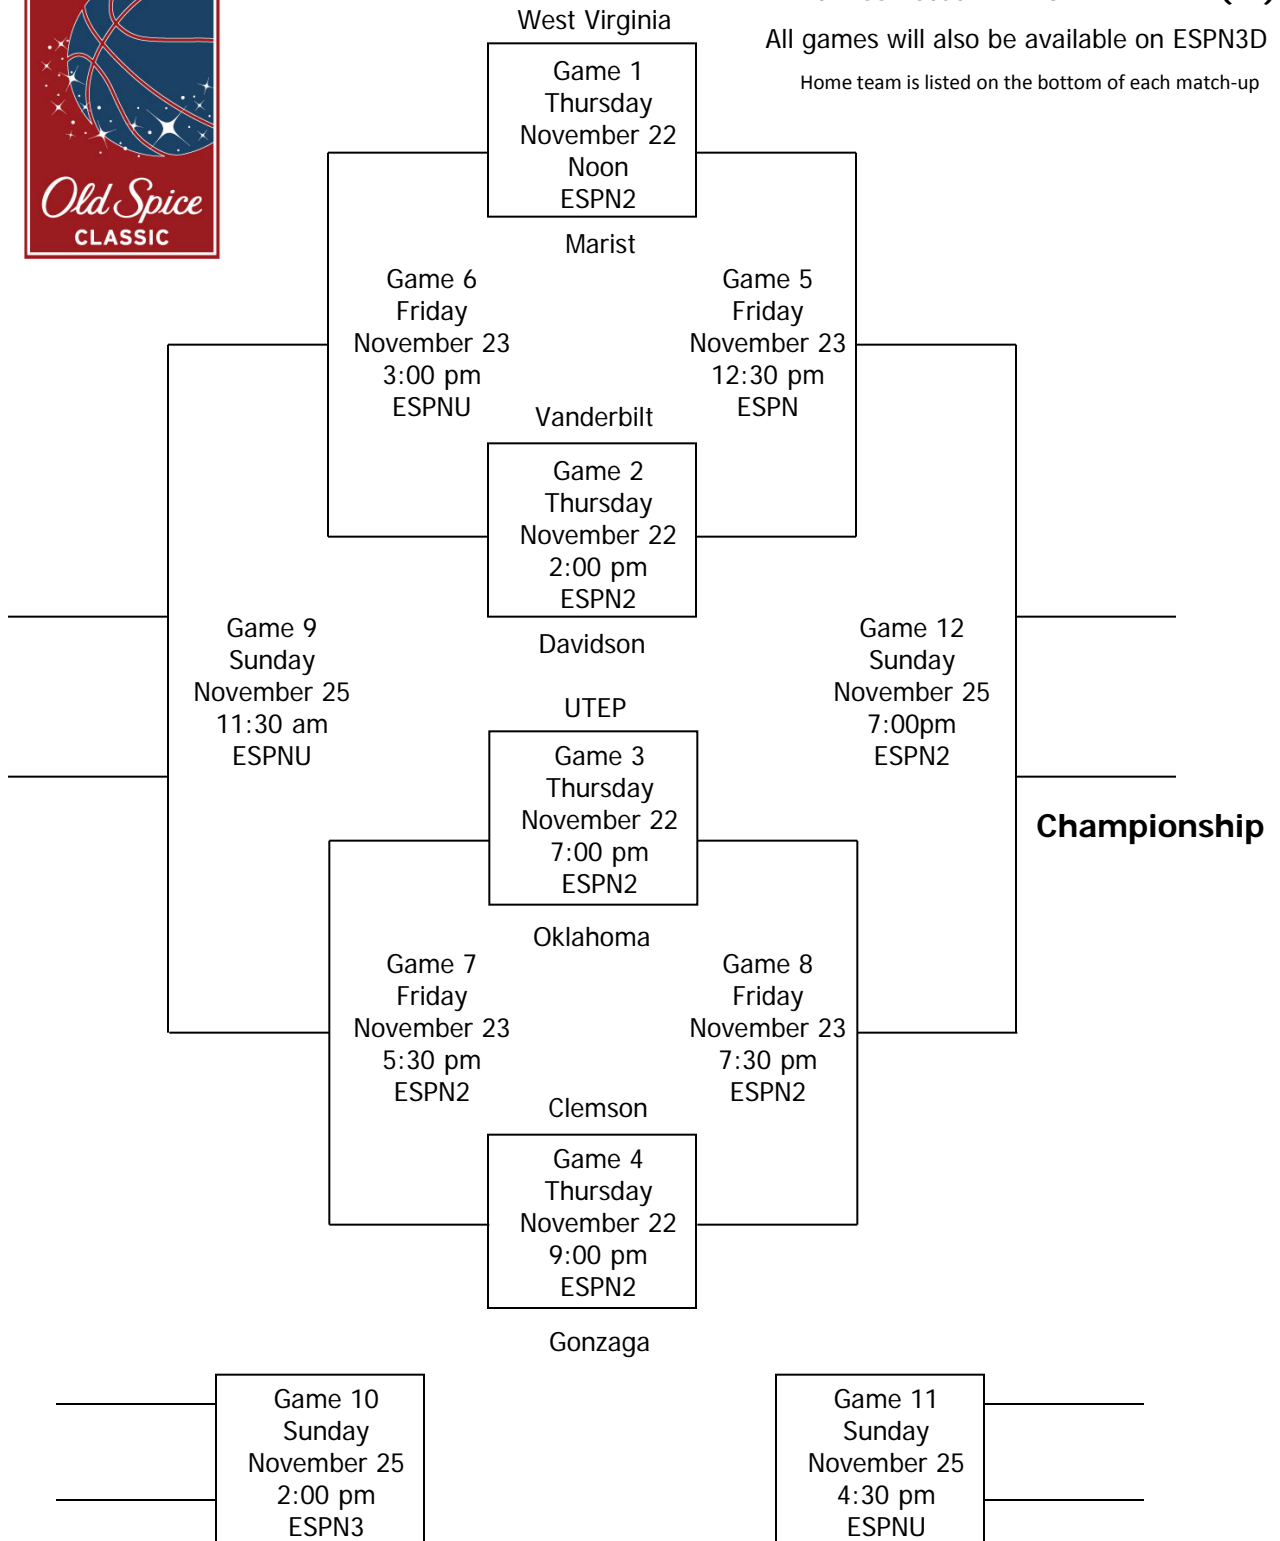 West Virginia
All games will also be available on ESPN3D
Home team is listed on the bottom of each match-up
Old Spice
CLASSIC
Game 1
Thursday
November 22
Noon
ESPN2
Marist
Game 6
Friday
November 23
3:00 pm
ESPNU
Game 5
Friday
November 23
12:30 pm
ESPN
Vanderbilt
Game 2
Thursday
November 22
2:00 pm
ESPN2
Davidson
Game 9
Sunday
November 25
11:30 am
ESPNU
Game 12
Sunday
November 25
7:00pm
ESPN2
Championship
UTEP
Game 3
Thursday
November 22
7:00 pm
ESPN2
Oklahoma
Game 7
Friday
November 23
5:30 pm
ESPN2
Game 8
Friday
November 23
7:30 pm
ESPN2
Clemson
Game 4
Thursday
November 22
9:00 pm
ESPN2
Gonzaga
Game 10
Sunday
November 25
2:00 pm
ESPN3
Game 11
Sunday
November 25
4:30 pm
ESPNU